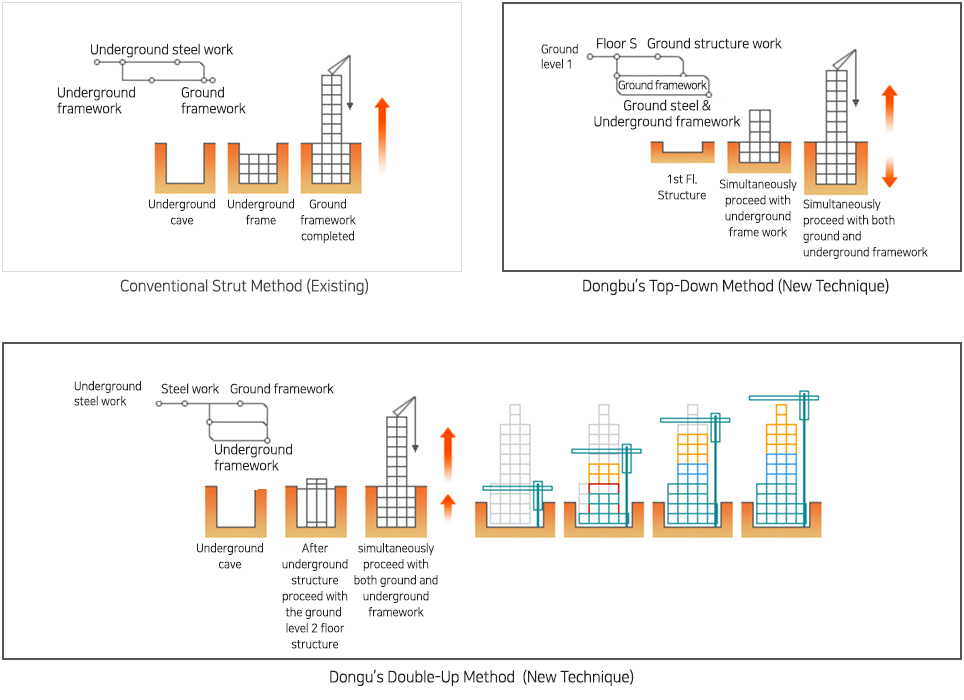 Underground steel work
Underground
framework
Ground
framework
Underground
cave
Underground
frame
Ground
framework
completed
Conventional Strut Method (Existing)
Ground
level 1
Floor S
Ground structure work
Ground framework
Ground steel &
Underground framework
1st Fl.
Structure
Simultaneously
proceed with
underground
frame work
Simultaneously
proceed with both
ground and
underground framework
Dongbu's Top-Down Method (New Technique)
Underground
steel work
Steel work
Ground framework
Underground
framework
Underground
cave
After
underground
structure
proceed with
the ground
level 2 floor
structure
simultaneously
proceed with
both ground and
underground
framework
Dongu's Double-Up Method (New Technique)